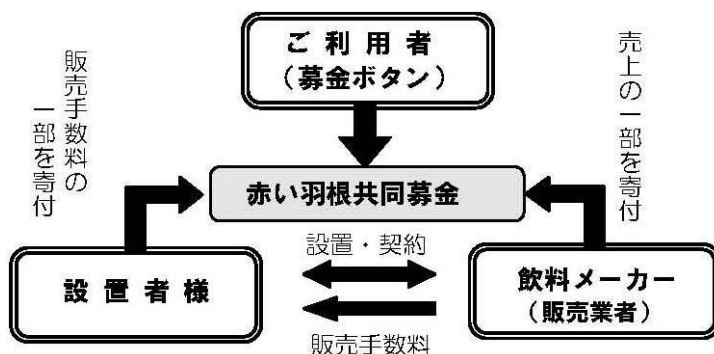 ご利用者
（募金ボタン）
販売手数料の
一部を寄付
売上の一部を寄付
赤い羽根共同募金
設置・契約
設置者様
飲料メーカー
（販売業者）
販売手数料